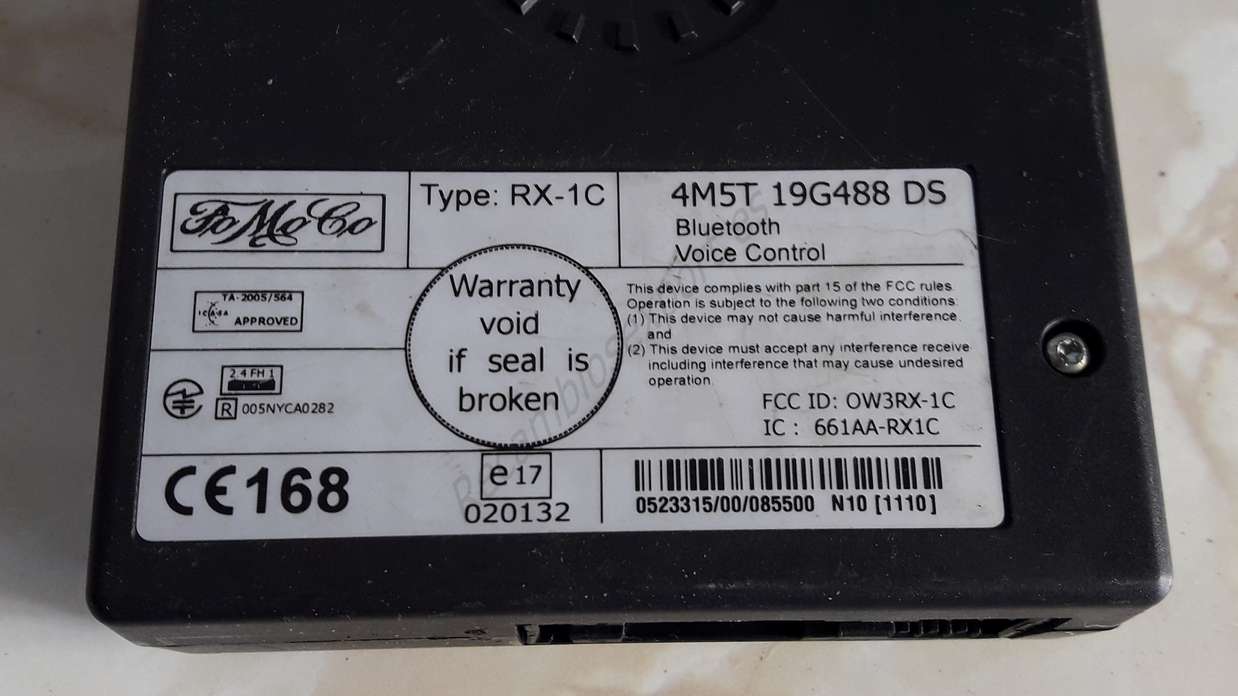 FoMoCo
Type: RX-1C
4M5T 19G488 DS
Bluetooth
Voice Control
TA-2005/564
ICASA
APPROVED
Warranty
void
if seal is
broken
This device complies with part 15 of the FCC rules
Operation is subject to the following two conditions:
(1) This device may not cause harmful interference.
and
(2) This device must accept any interference receive
including interference that may cause undesired
operation.
2.4 FH 1
R 005NYCA0282
FCC ID: OW3RX-1C
IC : 661AA-RX1C
CE168
e17
020132
0523315/00/085500 N10 [1110]